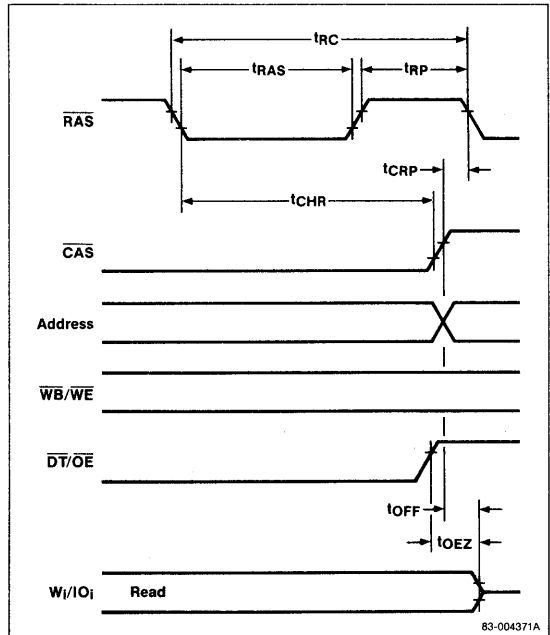 tRC
tRAS
tRP
RAS
tCRP
tCHR
CAS
Address
WB/WE
DT/OE
tOFF
tOEZ
Wi/IOi Read
83-004371A